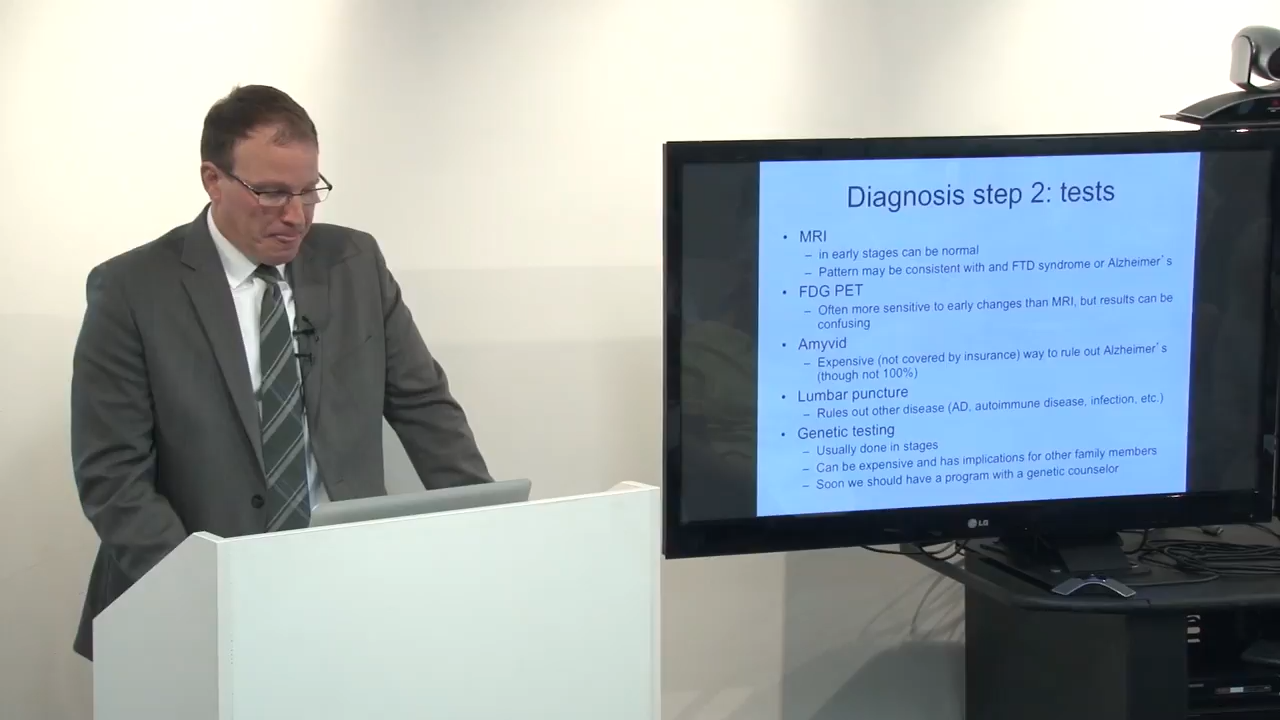 Diagnosis step 2: tests
• MRI
– in early stages can be normal
– Pattern may be consistent with and FTD syndrome or Alzheimer`s
• FDG PET
– Often more sensitive to early changes than MRI, but results can be
confusing
• Amyvid
– Expensive (not covered by insurance) way to rule out Alzheimer`s
(though not 100%)
• Lumbar puncture
– Rules out other disease (AD, autoimmune disease, infection, etc.)
• Genetic testing
– Usually done in stages
– Can be expensive and has implications for other family members
– Soon we should have a program with a genetic counselor
LG